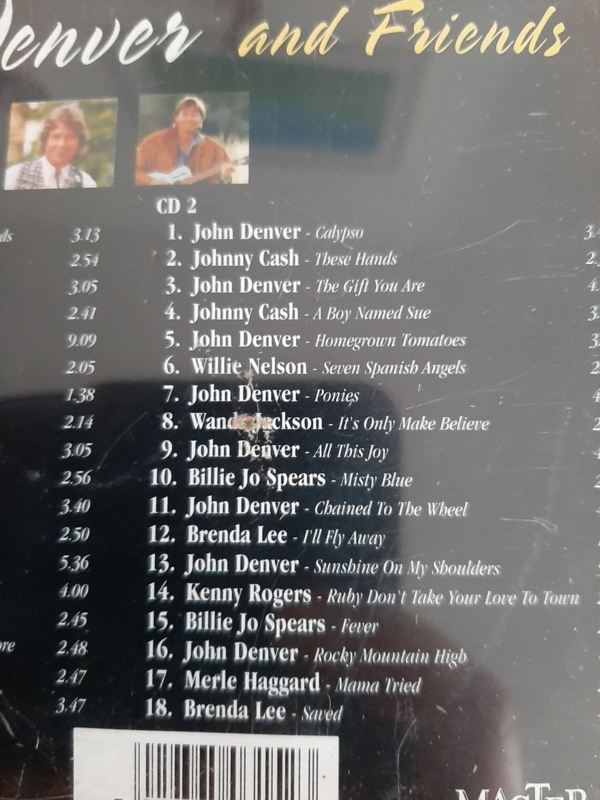 Denver and Friends
CD 2
ds 3.13 1. John Denver - Calypso
2.54 2. Johnny Cash - These Hands
3.05 3. John Denver - The Gift You Are
2.41 4. Johnny Cash - A Boy Named Sue
9.09 5. John Denver - Homegrown Tomatoes
2.05 6. Willie Nelson - Seven Spanish Angels
1.38 7. John Denver - Ponies
2.14 8. Wanda Jackson - It's Only Make Believe
3.05 9. John Denver - All This Joy
2.56 10. Billie Jo Spears - Misty Blue
3.40 11. John Denver - Chained To The Wheel
2.50 12. Brenda Lee - I'll Fly Away
5.36 13. John Denver - Sunshine On My Shoulders
4.00 14. Kenny Rogers - Ruby Don't Take Your Love To Town
2.45 15. Billie Jo Spears - Fever
ore 2.48 16. John Denver - Rocky Mountain High
2.47 17. Merle Haggard - Mama Tried
3.47 18. Brenda Lee - Saved